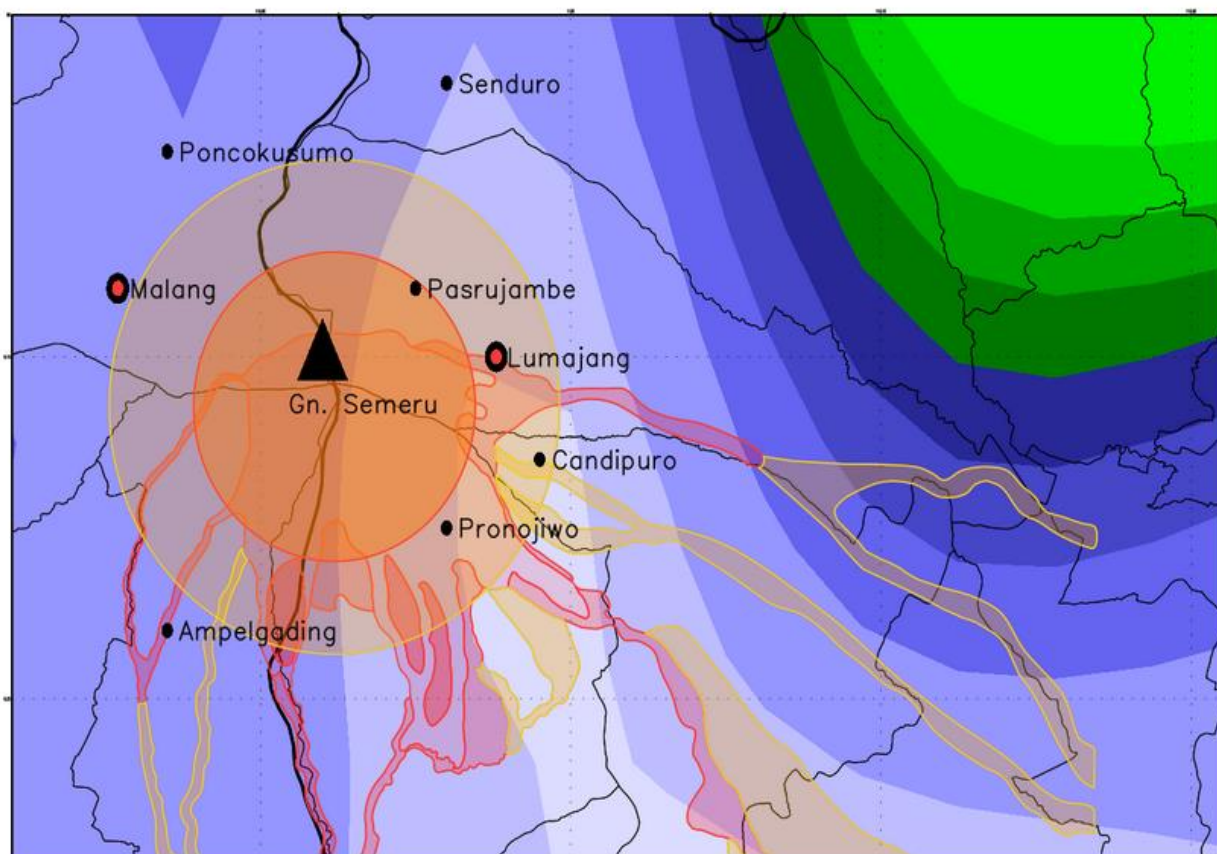 Senduro
Poncokusumo
Malang
Pasrujambe
Lumajang
Gn. Semeru
Candipuro
Pronojiwo
Ampelgading